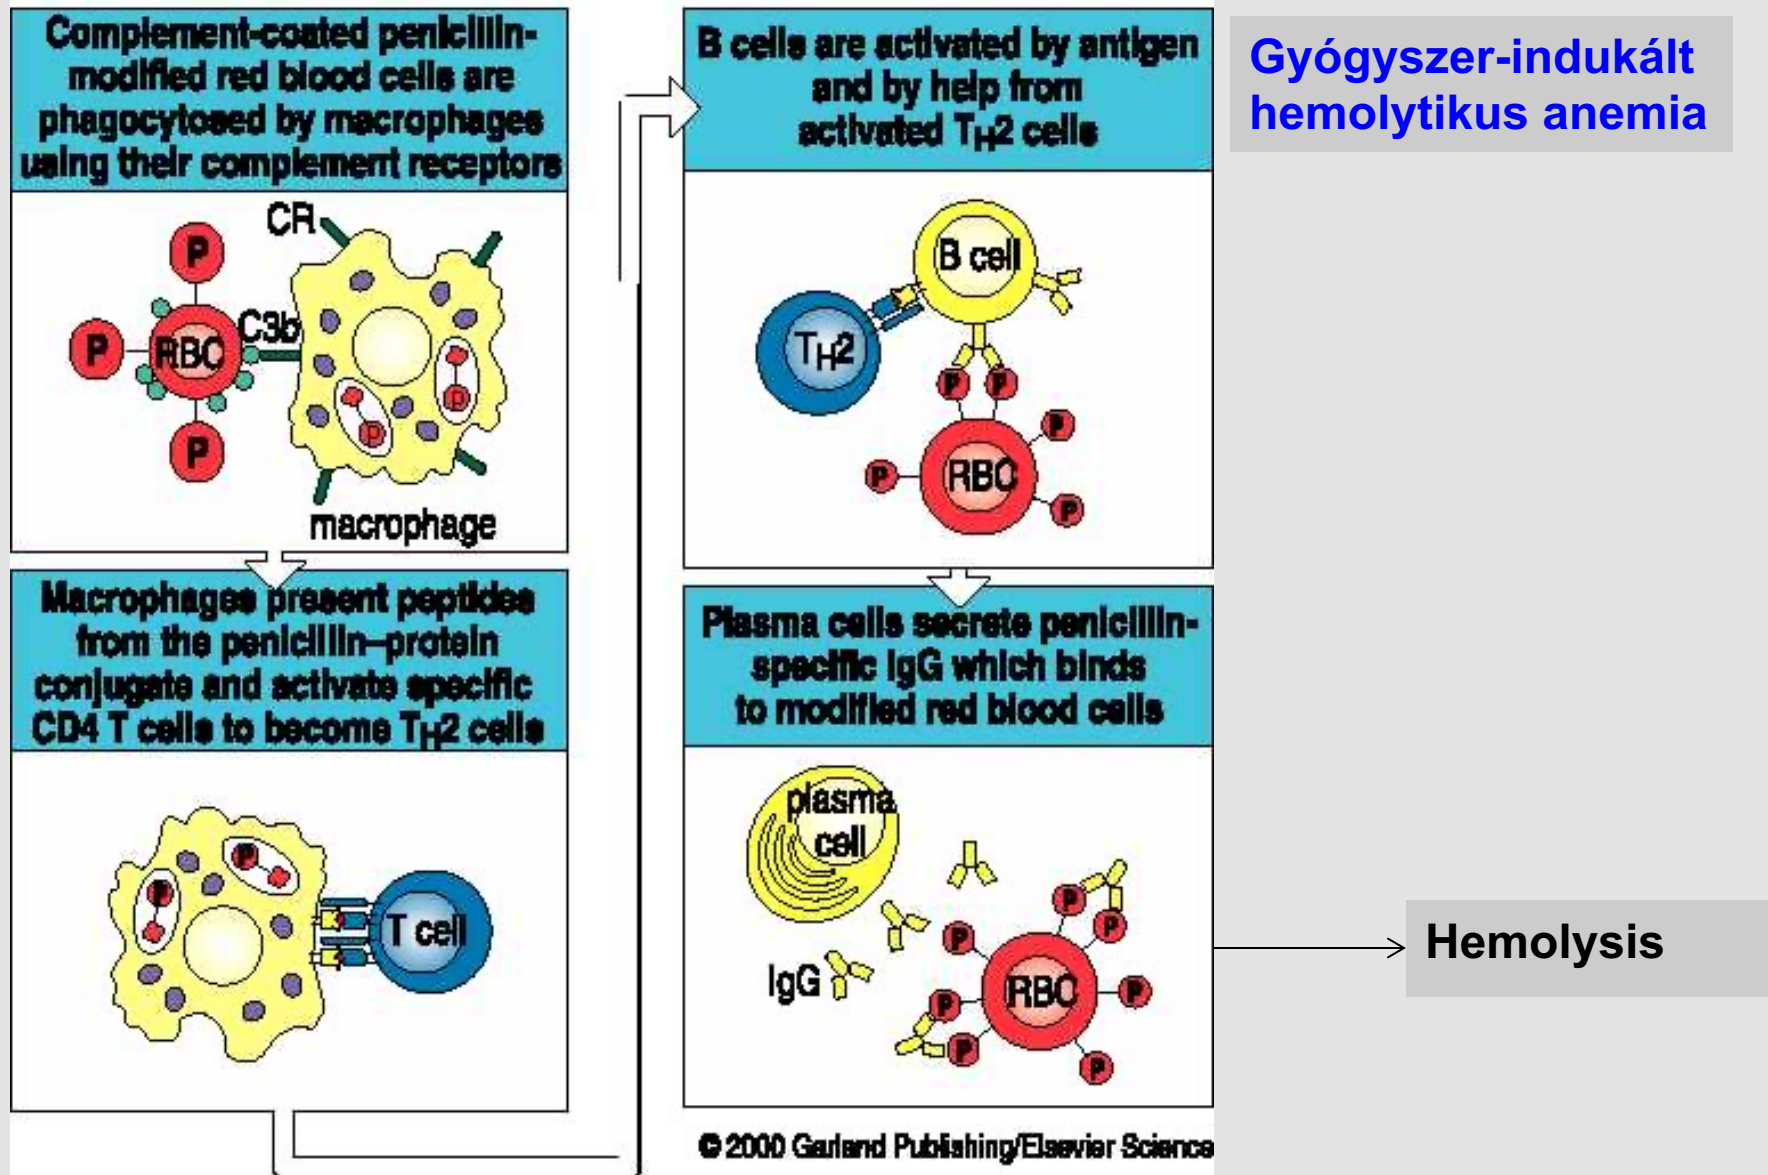 Complement-coated penicillin-
modified red blood cells are
phagocytosed by macrophages
using their complement receptors
CR
P
P
RBC
C3b
P
P
P
macrophage
Macrophages present peptides
from the penicillin–protein
conjugate and activate specific
CD4 T cells to become TH2 cells
P
P
T cell
B cells are activated by antigen
and by help from
activated TH2 cells
B cell
TH2
P
P
P
P
RBC
P
Plasma cells secrete penicillin-
specific IgG which binds
to modified red blood cells
plasma
cell
P
P
P
IgG
RBC
P
P
P
P
© 2000 Garland Publishing/Elsevier Science
Gyógyszer-indukált
hemolytikus anemia
Hemolysis